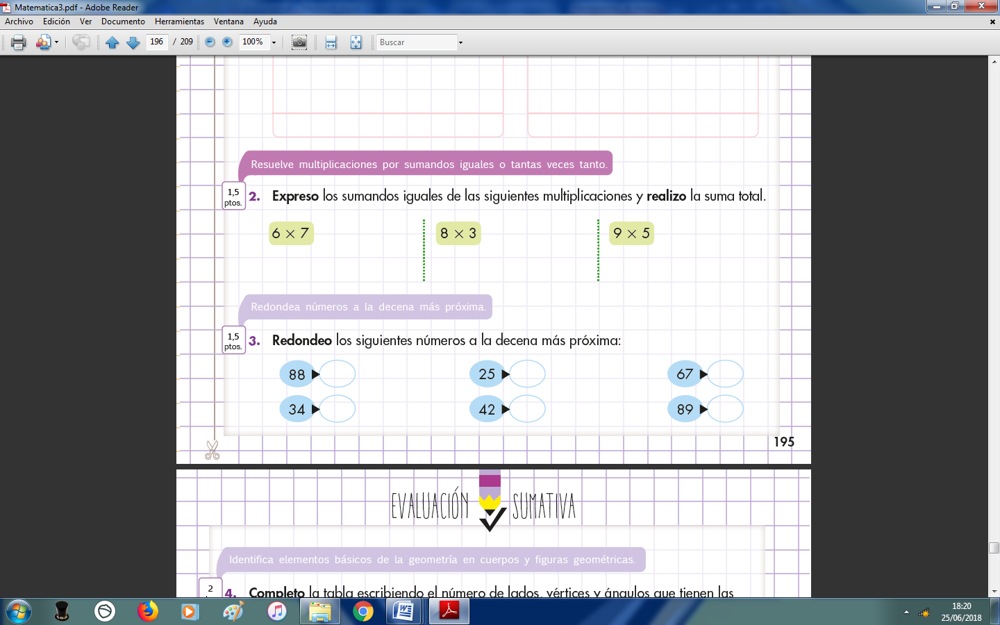 Matematica3.pdf - Adobe Reader
Archivo Edición Ver Documento Herramientas Ventana Ayuda
196 / 209 100% Buscar
Resuelve multiplicaciones por sumandos iguales o tantas veces tanto.
1,5 ptos.
2. Expreso los sumandos iguales de las siguientes multiplicaciones y realizo la suma total.
6 × 7 8 × 3 9 × 5
Redondea números a la decena más próxima.
1,5 ptos.
3. Redondeo los siguientes números a la decena más próxima:
88 25 67
34 42 89
195
EVALUACIÓN SUMATIVA
Identifica elementos básicos de la geometría en cuerpos y figuras geométricas.
2
4. Completo la tabla escribiendo el número de lados, vértices y ángulos que tienen las
18:20
25/06/2018